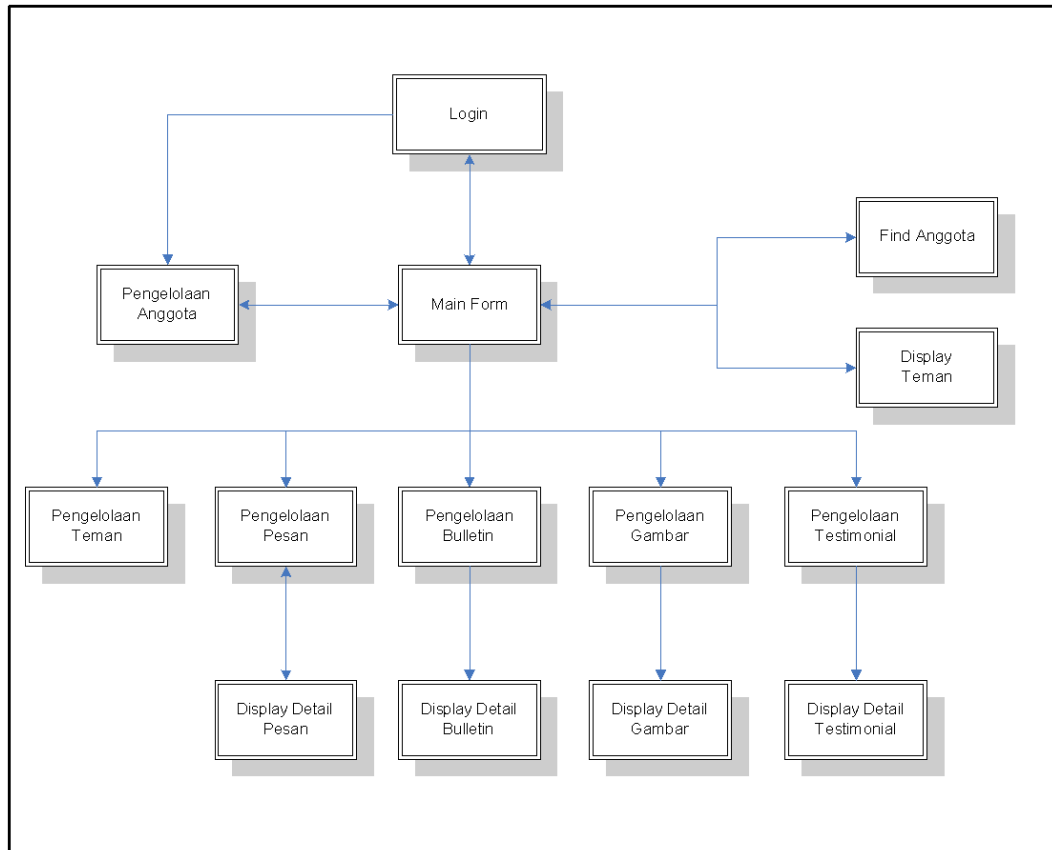 Login
Find Anggota
Pengelolaan
Anggota
Main Form
Display
Teman
Pengelolaan
Teman
Pengelolaan
Pesan
Pengelolaan
Bulletin
Pengelolaan
Gambar
Pengelolaan
Testimonial
Display Detail
Pesan
Display Detail
Bulletin
Display Detail
Gambar
Display Detail
Testimonial